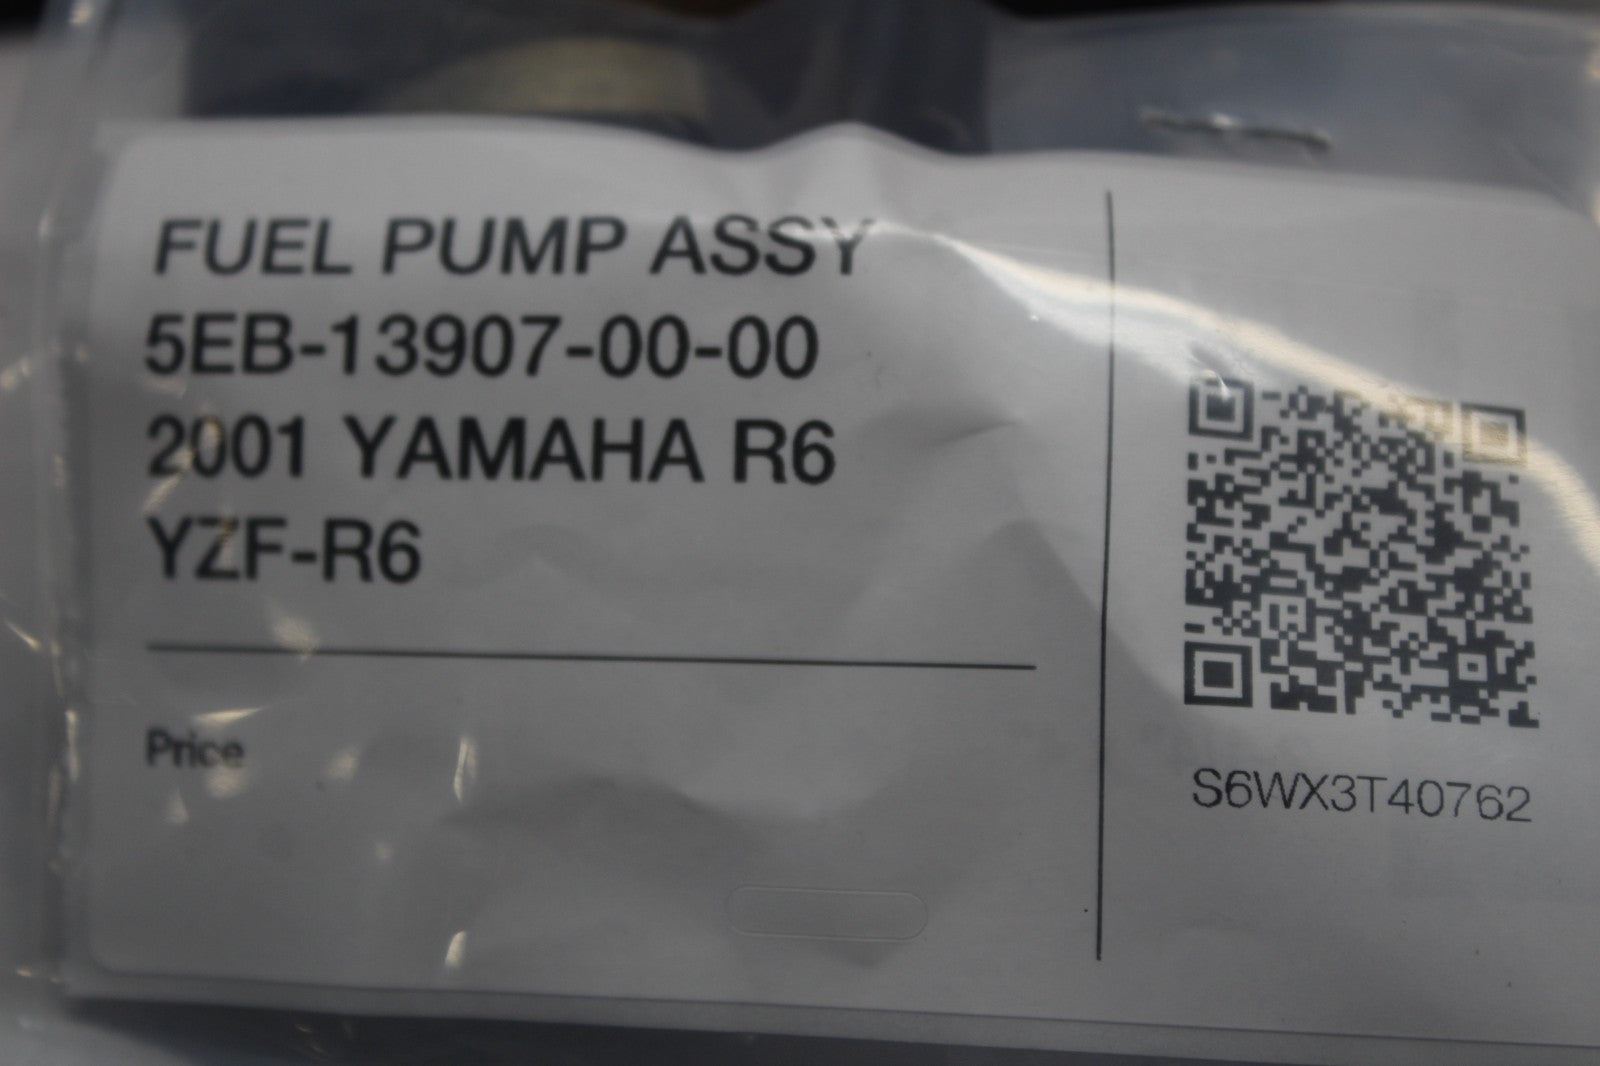 FUEL PUMP ASSY
5EB-13907-00-00
2001 YAMAHA R6
YZF-R6
Price
S6WX3T40762